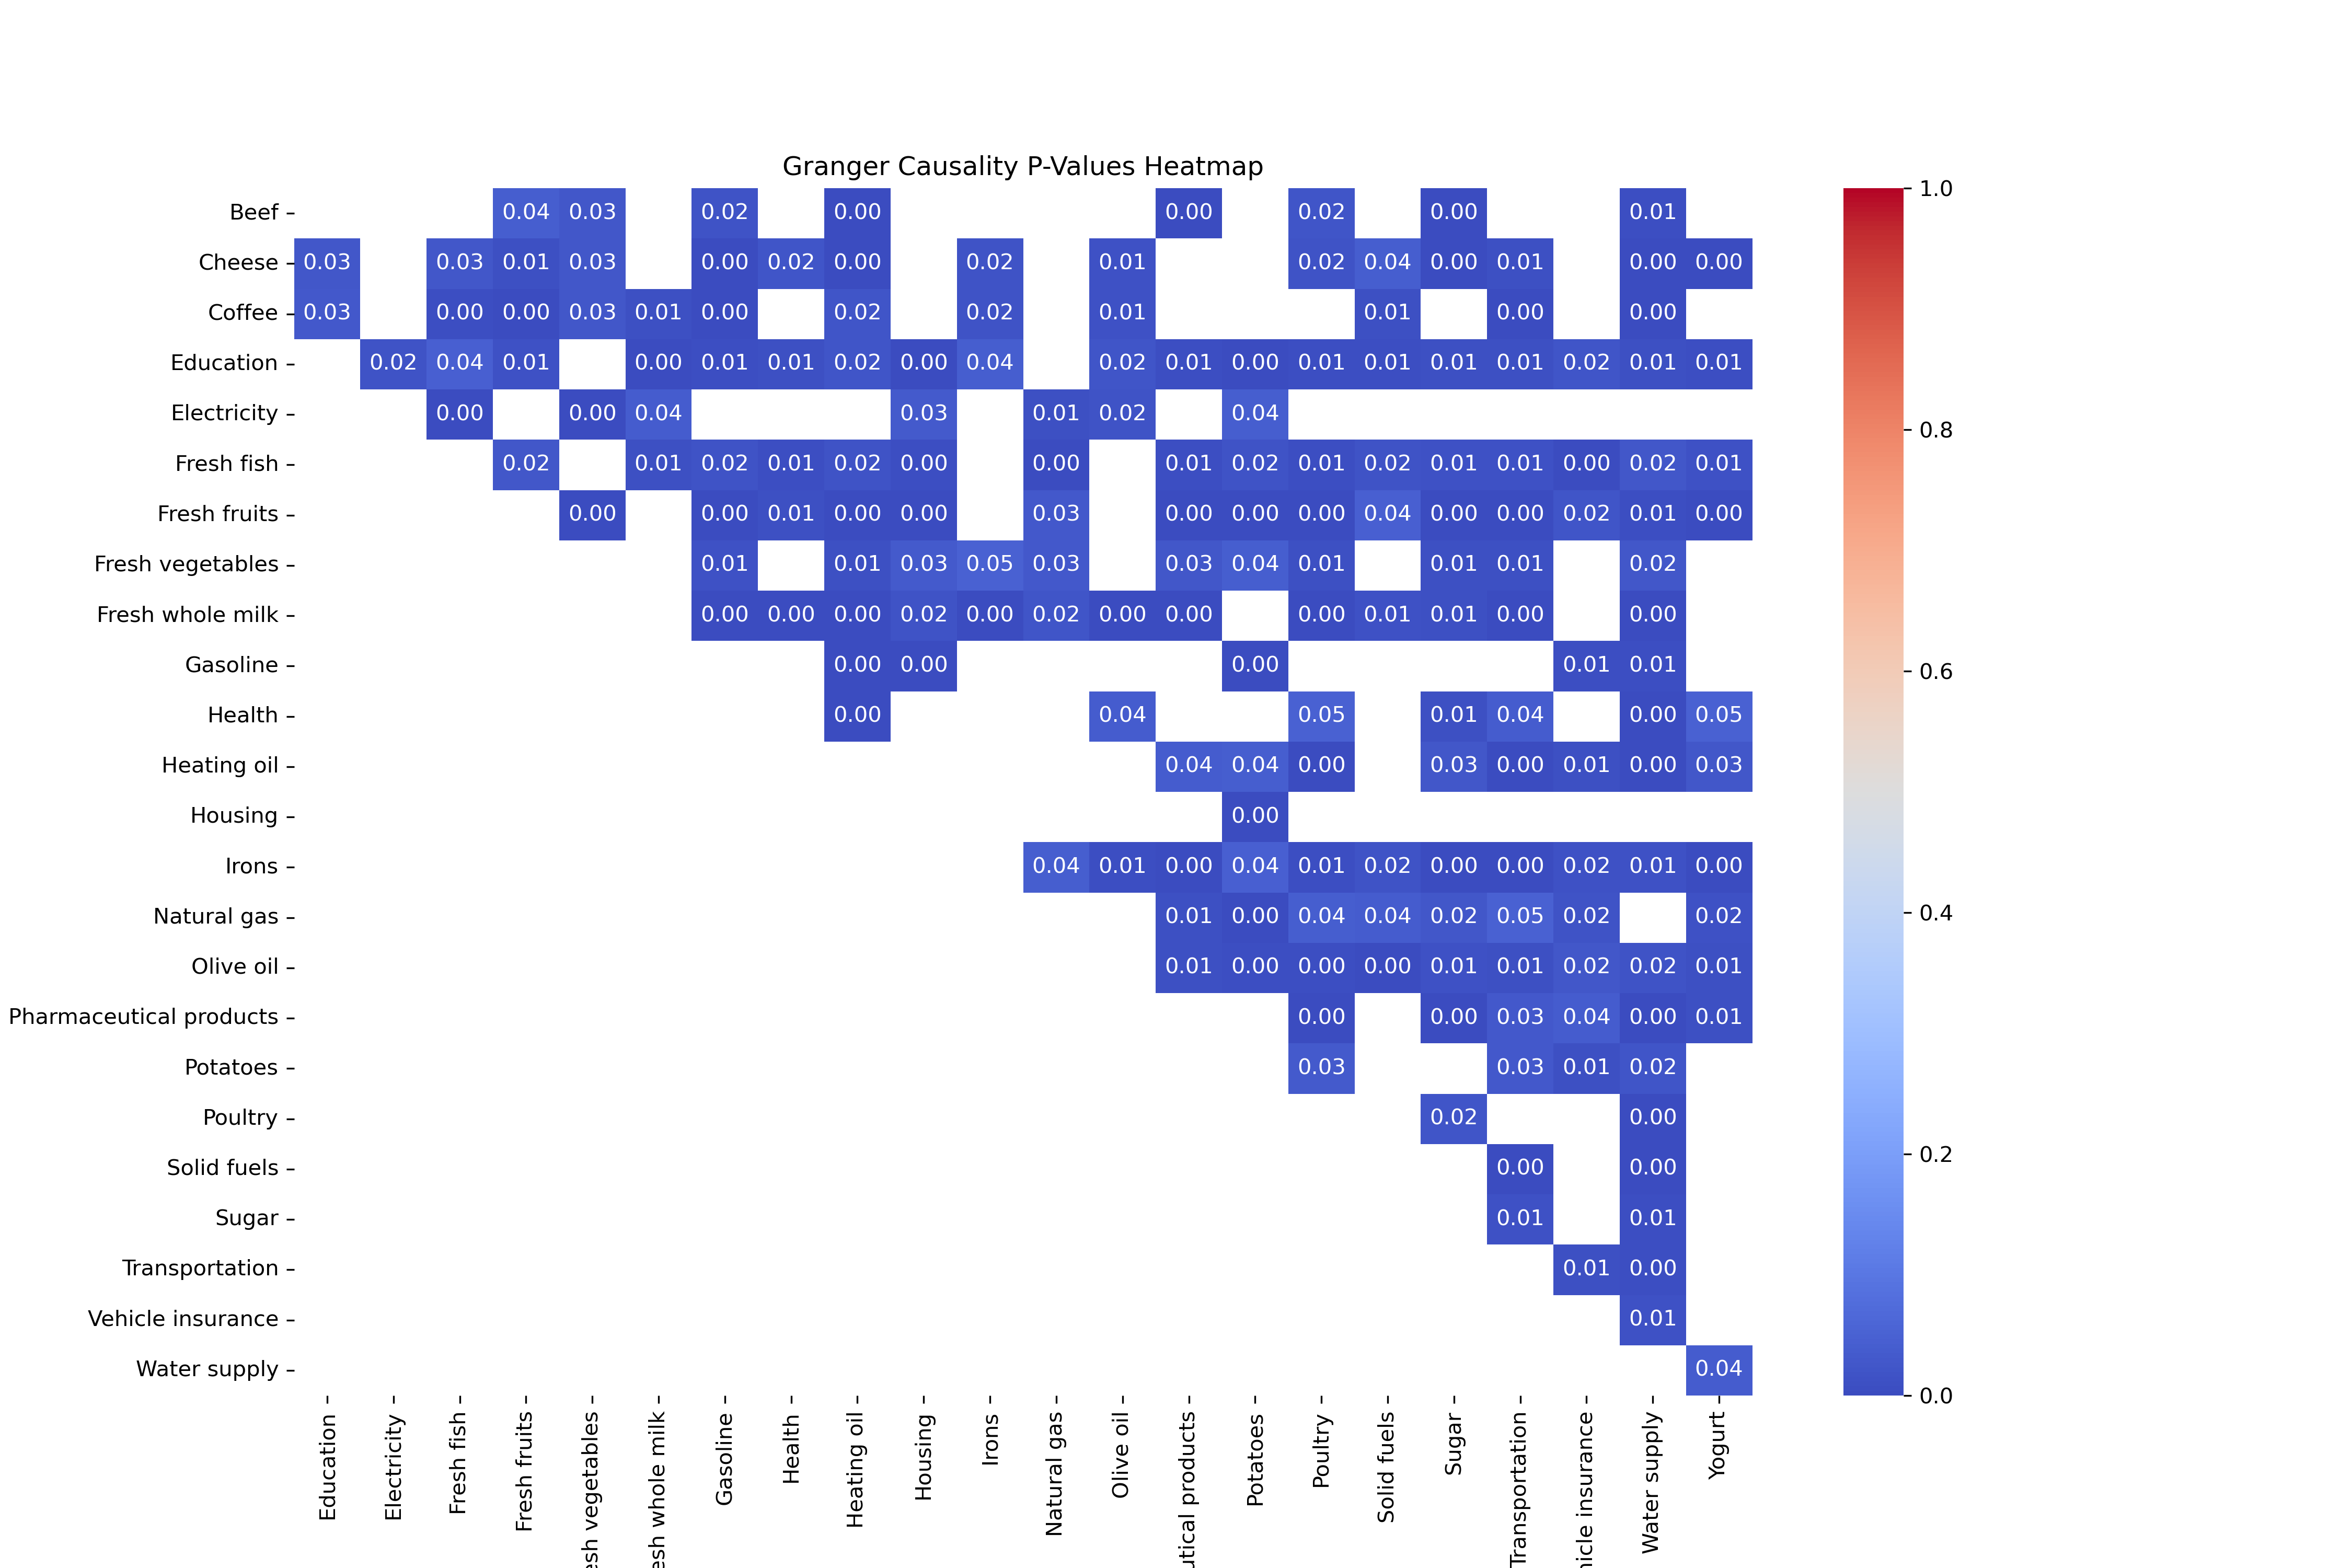 Granger Causality P-Values Heatmap
Beef 0.04 0.03 0.02 0.00 0.00 0.02 0.00 0.01
Cheese 0.03 0.03 0.01 0.03 0.00 0.02 0.00 0.02 0.01 0.02 0.04 0.00 0.01 0.00 0.00
Coffee 0.03 0.00 0.00 0.03 0.01 0.00 0.02 0.02 0.01 0.01 0.00 0.00
Education 0.02 0.04 0.01 0.00 0.01 0.01 0.02 0.00 0.04 0.02 0.01 0.00 0.01 0.01 0.01 0.01 0.02 0.01 0.01
Electricity 0.00 0.00 0.04 0.03 0.01 0.02 0.04
Fresh fish 0.02 0.01 0.02 0.01 0.02 0.00 0.00 0.01 0.02 0.01 0.02 0.01 0.01 0.00 0.02 0.01
Fresh fruits 0.00 0.00 0.01 0.00 0.00 0.03 0.00 0.00 0.00 0.04 0.00 0.00 0.02 0.01 0.00
Fresh vegetables 0.01 0.01 0.03 0.05 0.03 0.03 0.04 0.01 0.01 0.01 0.02
Fresh whole milk 0.00 0.00 0.00 0.02 0.00 0.02 0.00 0.00 0.00 0.01 0.01 0.00 0.00
Gasoline 0.00 0.00 0.00 0.01 0.01
Health 0.00 0.04 0.05 0.01 0.04 0.00 0.05
Heating oil 0.04 0.04 0.00 0.03 0.00 0.01 0.00 0.03
Housing 0.00
Irons 0.04 0.01 0.00 0.04 0.01 0.02 0.00 0.00 0.02 0.01 0.00
Natural gas 0.01 0.00 0.04 0.04 0.02 0.05 0.02 0.02
Olive oil 0.01 0.00 0.00 0.00 0.01 0.01 0.02 0.02 0.01
Pharmaceutical products 0.00 0.00 0.03 0.04 0.00 0.01
Potatoes 0.03 0.03 0.01 0.02
Poultry 0.02 0.00
Solid fuels 0.00 0.00
Sugar 0.01 0.01
Transportation 0.01 0.00
Vehicle insurance 0.01
Water supply 0.04
Education
Electricity
Fresh fish
Fresh fruits
esh vegetables
esh whole milk
Gasoline
Health
Heating oil
Housing
Irons
Natural gas
Olive oil
utical products
Potatoes
Poultry
Solid fuels
Sugar
Transportation
hicle insurance
Water supply
Yogurt
1.0
0.8
0.6
0.4
0.2
0.0